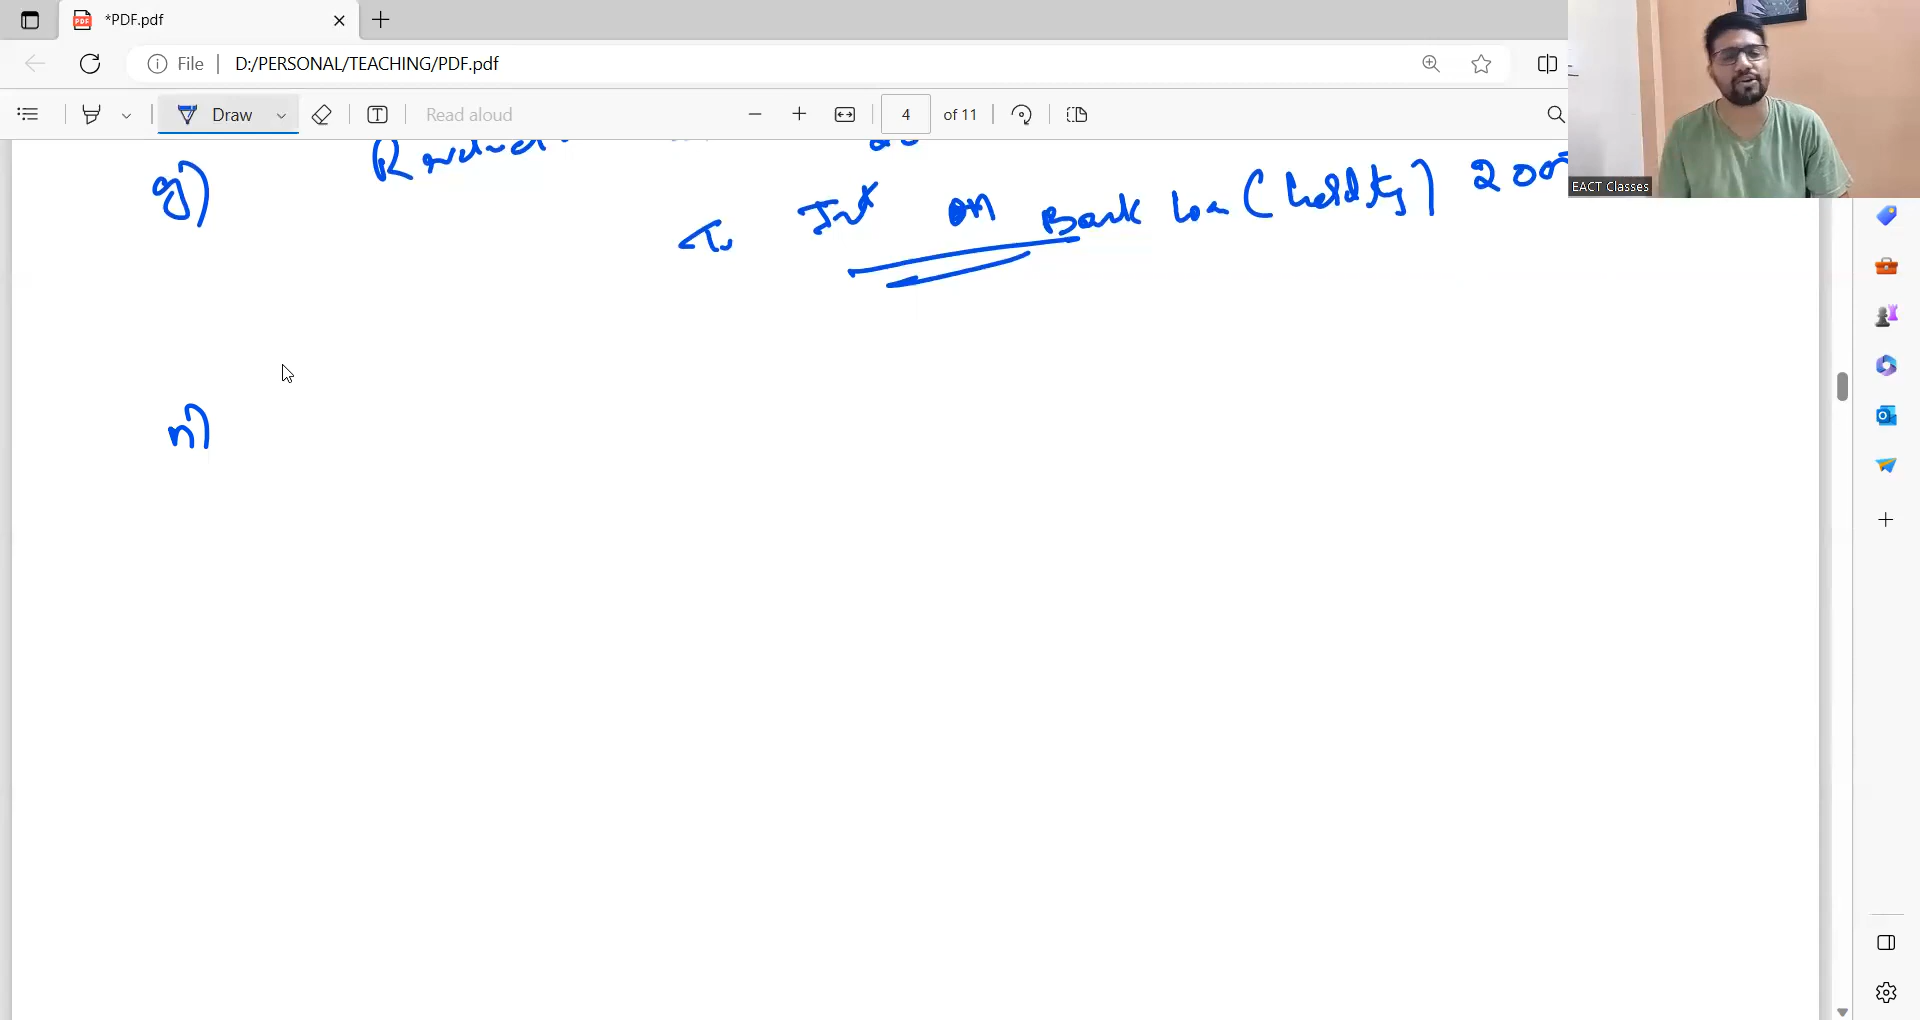 *PDF.pdf
File
D:/PERSONAL/TEACHING/PDF.pdf
Draw
Read aloud
4 of 11
EACT Classes
g)
To Int on Bank loan ( ) 200